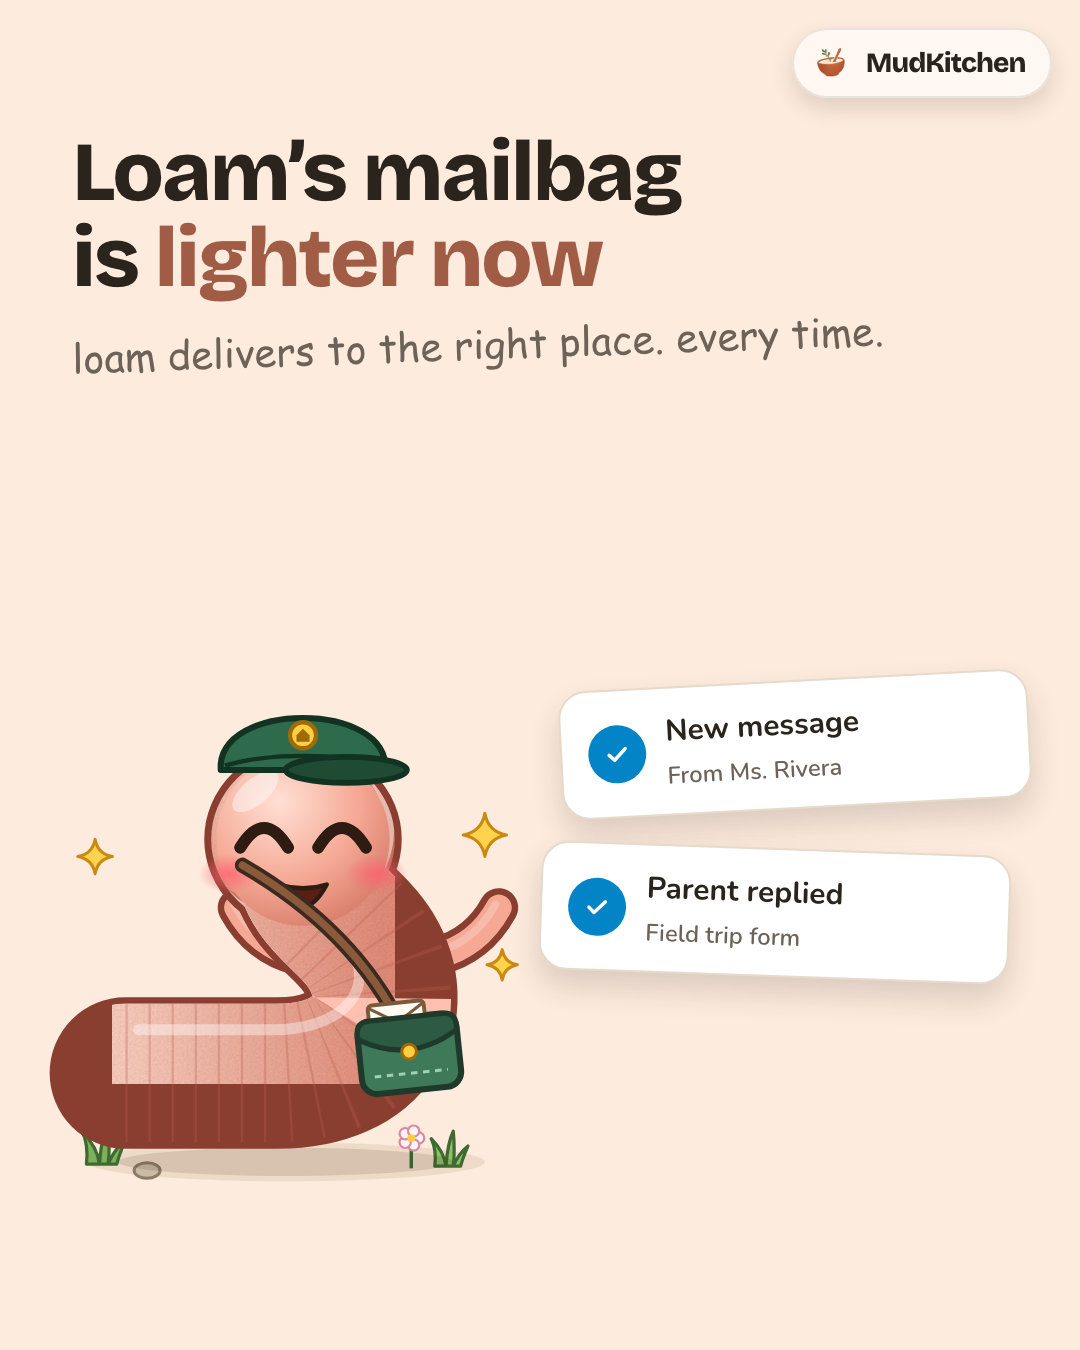 MudKitchen
Loam’s mailbag
is lighter now
loam delivers to the right place. every time.
New message
From Ms. Rivera
Parent replied
Field trip form